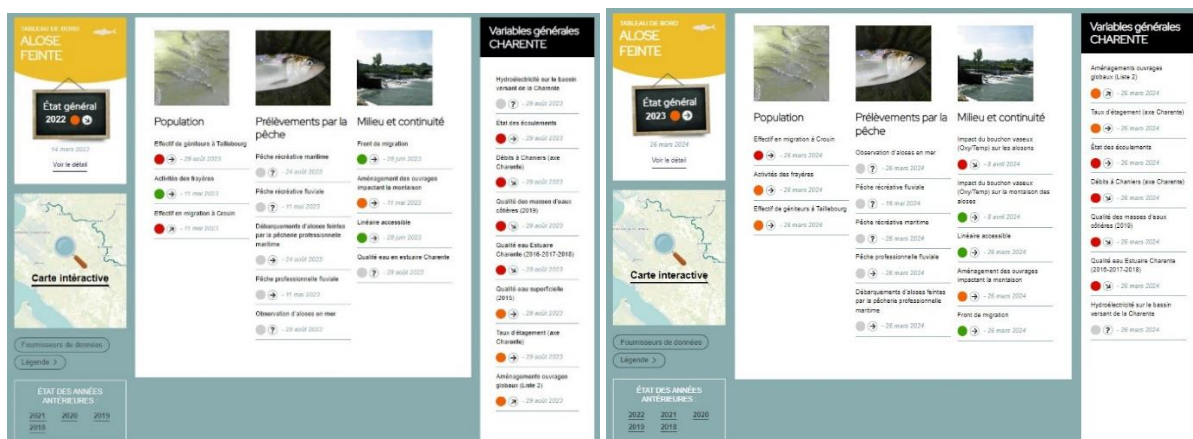 TABLEAU DE BORD
ALOSE
FEINTE
État général
2022
14 mars 2023
Voir le détail
Carte intéractive
Fournisseurs de données
Légende >
ÉTAT DES ANNÉES
ANTÉRIEURES :
2021 2020 2019
2018
Population
Effectif de géniteurs à Taillebourg
- 29 août 2023
Activités des frayères
- 11 mai 2023
Effectif en migration à Crouin
- 11 mai 2023
Prélèvements par la
pêche
Pêche récréative maritime
? - 24 août 2023
Pêche récréative fluviale
? - 11 mai 2023
Débarquements d'aloses feintes
par la pêcherie professionnelle
maritime
- 24 août 2023
Pêche professionnelle fluviale
- 11 mai 2023
Observation d'aloses en mer
? - 29 août 2023
Milieu et continuité
Front de migration
- 29 juin 2023
Aménagement des ouvrages
impactant la montaison
- 11 mai 2023
Linéaire accessible
- 29 juin 2023
Qualité eau en estuaire Charente
? - 29 août 2023
Variables générales
CHARENTE
Hydroélectricité sur le bassin
versant de la Charente
? - 29 août 2023
Etat des écoulements
- 29 août 2023
Débits à Chaniers (axe
Charente)
- 29 août 2023
Qualité des masses d'eaux
côtières (2019)
- 29 août 2023
Qualité eau Estuaire
Charente (2016-2017-2018)
- 29 août 2023
Qualité eau superficielle
(2015)
- 29 août 2023
Taux d'étagement (axe
Charente)
- 29 août 2023
Aménagements ouvrages
globaux (Liste 2)
- 29 août 2023
TABLEAU DE BORD
ALOSE
FEINTE
État général
2023
26 mars 2024
Voir le détail
Carte interactive
Fournisseurs de données
Légende >
ÉTAT DES ANNÉES
ANTÉRIEURES :
2022 2021 2020
2019 2018
Population
Effectif en migration à Crouin
- 26 mars 2024
Activités des frayères
- 26 mars 2024
Effectif de géniteurs à Taillebourg
- 26 mars 2024
Prélèvements par la
pêche
Observation d'aloses en mer
? - 26 mars 2024
Pêche récréative fluviale
? - 16 mai 2024
Pêche récréative maritime
? - 26 mars 2024
Pêche professionnelle fluviale
- 26 mars 2024
Débarquements d'aloses feintes
par la pêcherie professionnelle
maritime
- 26 mars 2024
Milieu et continuité
Impact du bouchon vaseux
(Oxy/Temp) sur les alosons
- 8 avril 2024
Impact du bouchon vaseux
(Oxy/Temp) sur la montaison des
aloses
- 8 avril 2024
Linéaire accessible
- 26 mars 2024
Aménagement des ouvrages
impactant la montaison
- 26 mars 2024
Front de migration
- 26 mars 2024
Variables générales
CHARENTE
Aménagements ouvrages
globaux (Liste 2)
- 26 mars 2024
Taux d'étagement (axe Charente)
- 26 mars 2024
État des écoulements
- 26 mars 2024
Débits à Chaniers (axe Charente)
- 26 mars 2024
Qualité des masses d'eaux
côtières (2019)
- 26 mars 2024
Qualité eau Estuaire Charente
(2016-2017-2018)
- 26 mars 2024
Hydroélectricité sur le bassin
versant de la Charente
? - 26 mars 2024